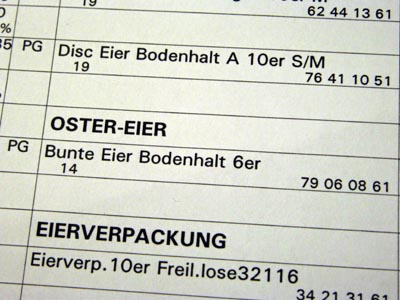 19
62 44 13 61
%
35 PG Disc Eier Bodenhalt A 10er S/M
19
76 41 10 51
OSTER-EIER
PG Bunte Eier Bodenhalt 6er
14
79 06 08 61
EIERVERPACKUNG
Eierverp.10er Freil.lose32116
34 21 31 61